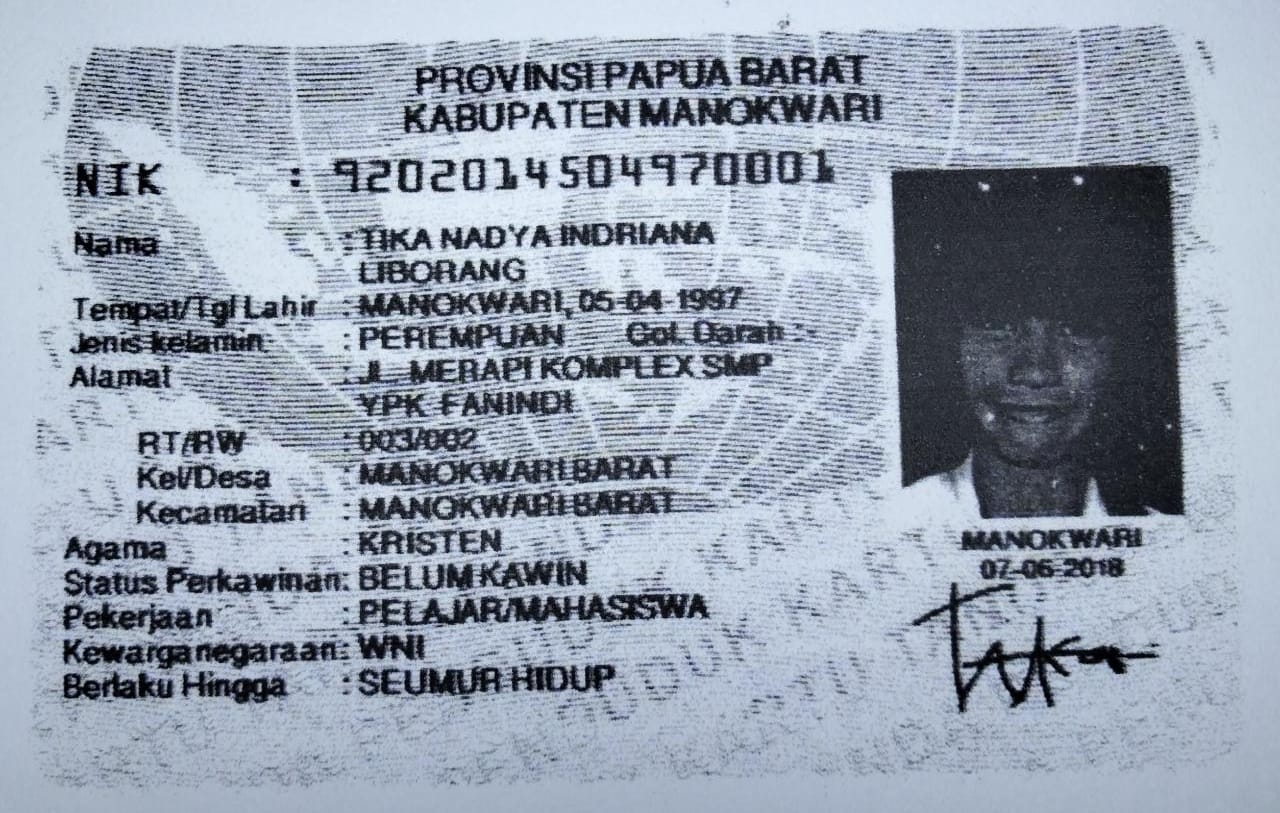 PROVINSI PAPUA BARAT
KABUPATEN MANOKWARI
NIK : 9202014504970001
Nama : TIKA NADYA INDRIANA
LIBORANG
Tempat/Tgl Lahir : MANOKWARI, 05-04-1997
Jenis kelamin : PEREMPUAN Gol. Darah : -
Alamat : JL. MERAPI KOMPLEX SMP
YPK FANINDI
RT/RW : 003/002
Kel/Desa : MANOKWARI BARAT
Kecamatan : MANOKWARI BARAT
Agama : KRISTEN
Status Perkawinan: BELUM KAWIN
Pekerjaan : PELAJAR/MAHASISWA
Kewarganegaraan: WNI
Berlaku Hingga : SEUMUR HIDUP
MANOKWARI
07-06-2018